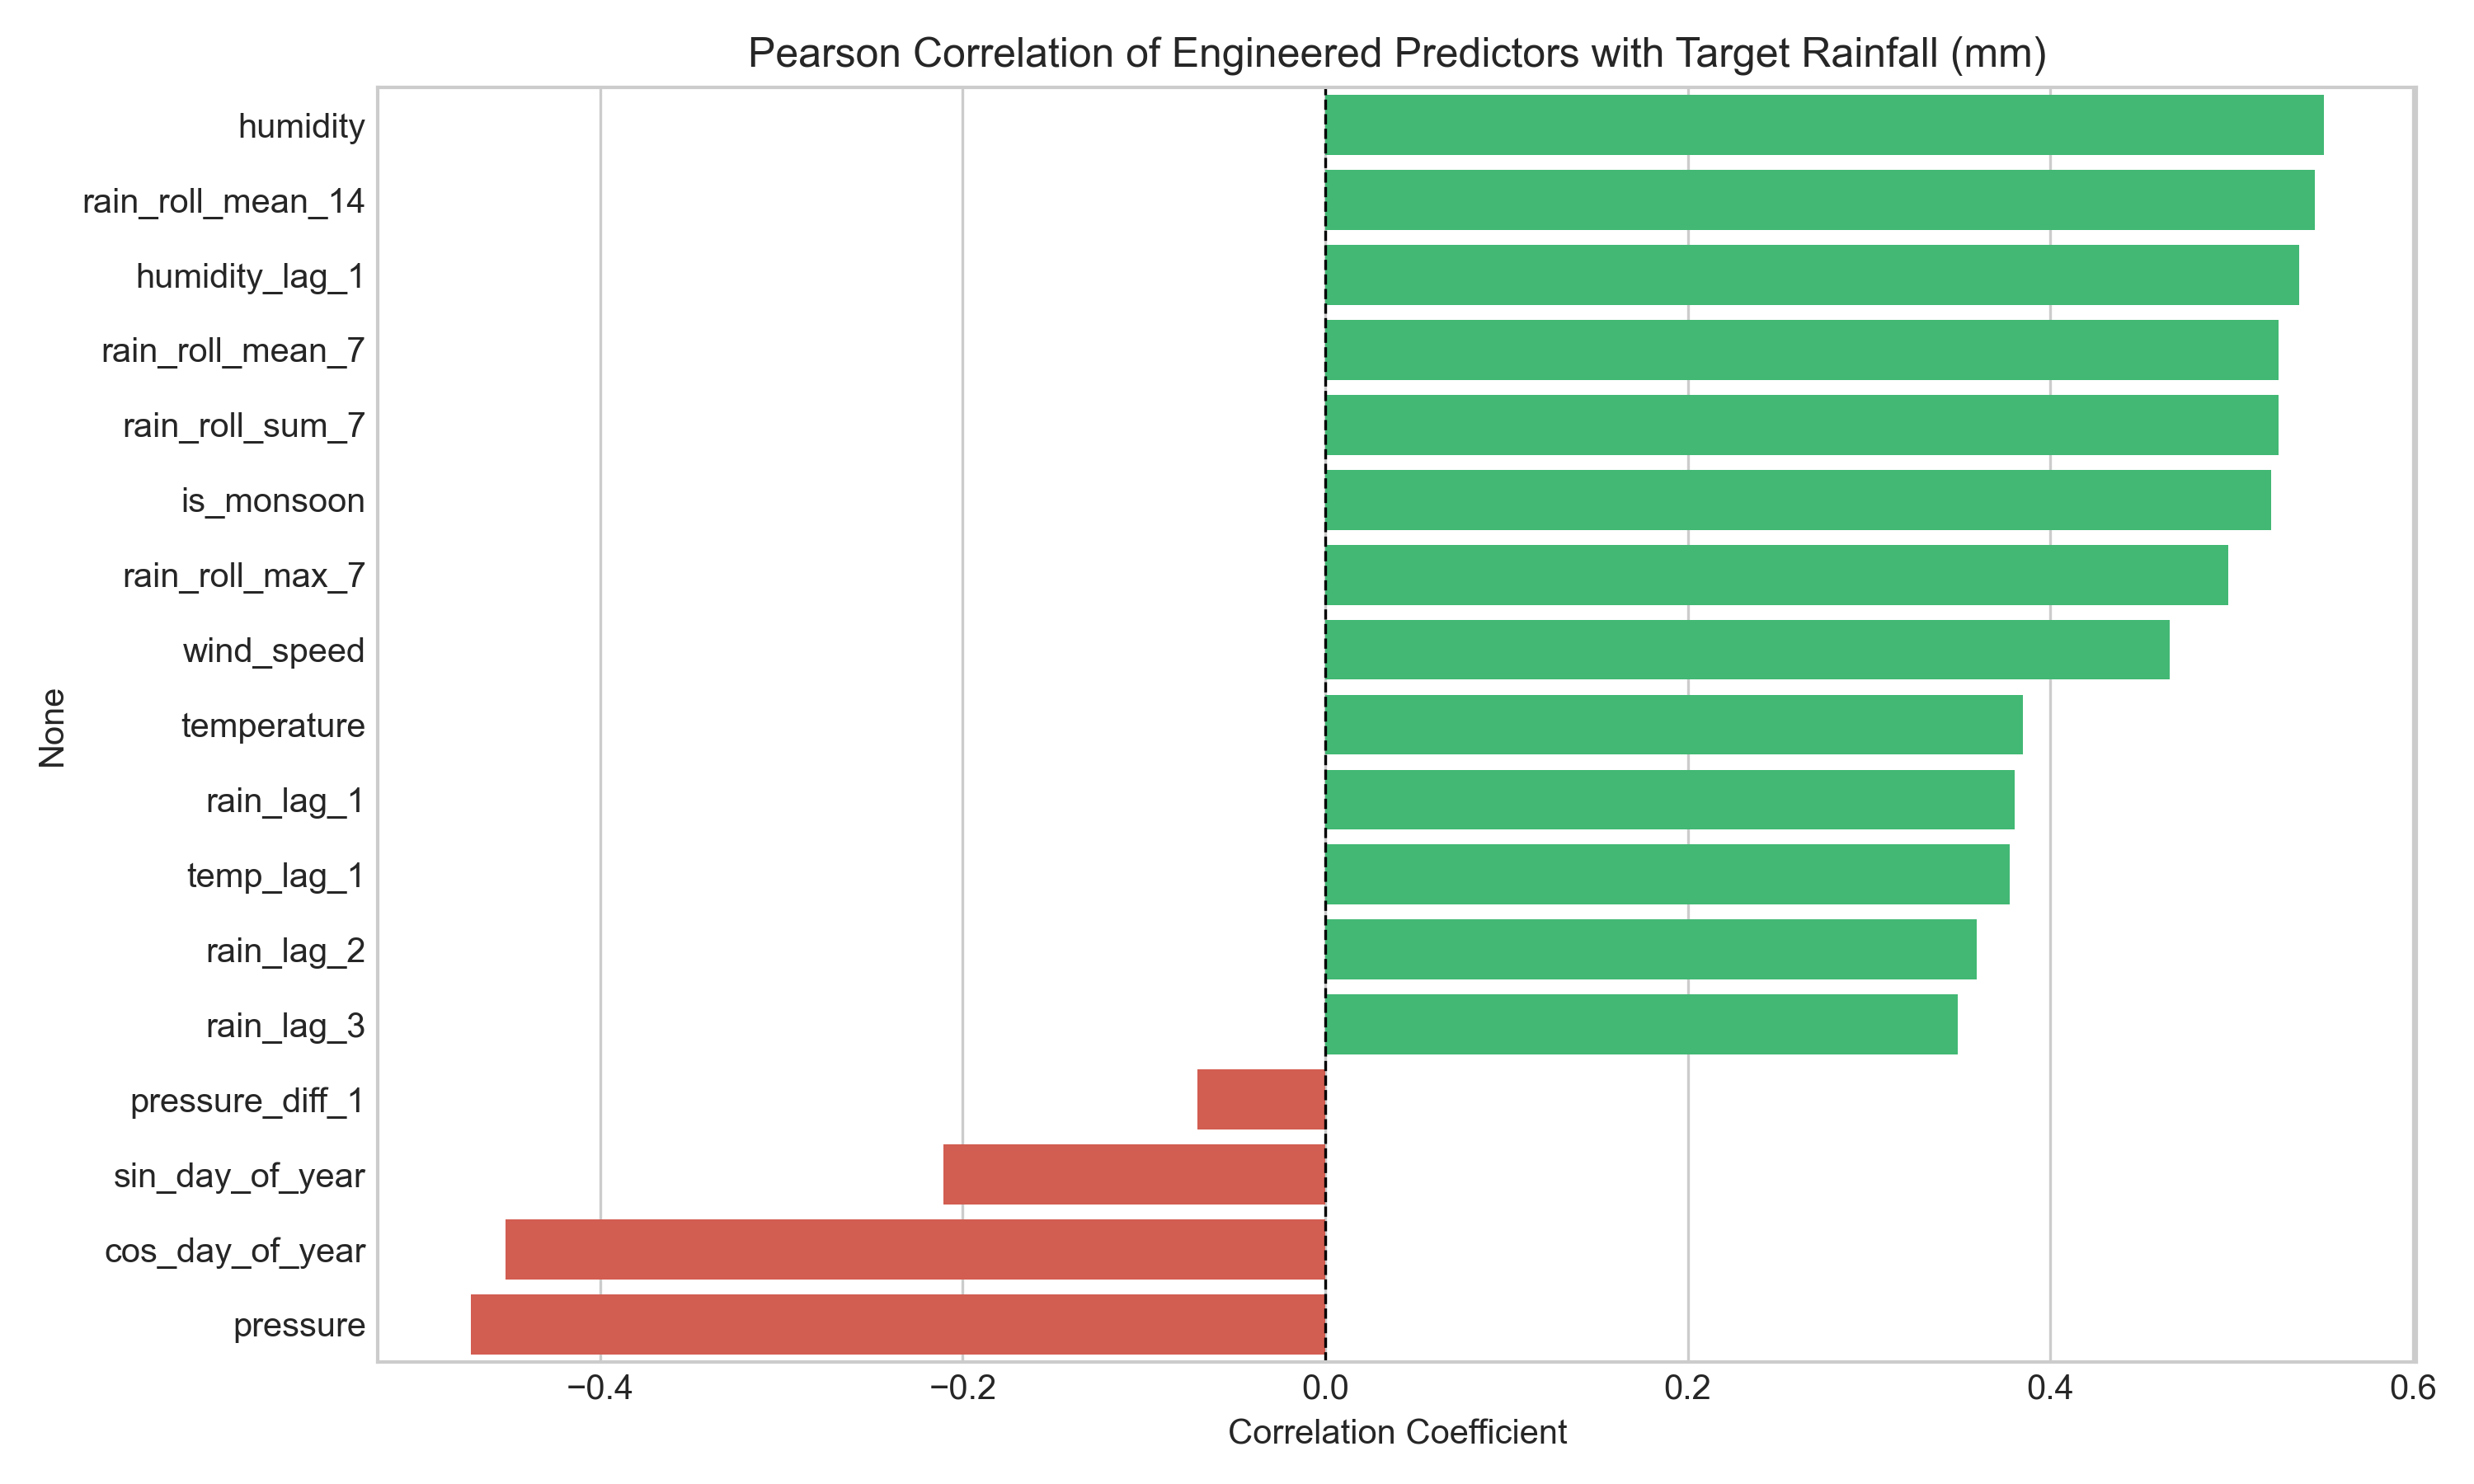 Pearson Correlation of Engineered Predictors with Target Rainfall (mm)
humidity
rain_roll_mean_14
humidity_lag_1
rain_roll_mean_7
rain_roll_sum_7
is_monsoon
rain_roll_max_7
wind_speed
temperature
rain_lag_1
temp_lag_1
rain_lag_2
rain_lag_3
pressure_diff_1
sin_day_of_year
cos_day_of_year
pressure
None
−0.4 −0.2 0.0 0.2 0.4 0.6
Correlation Coefficient